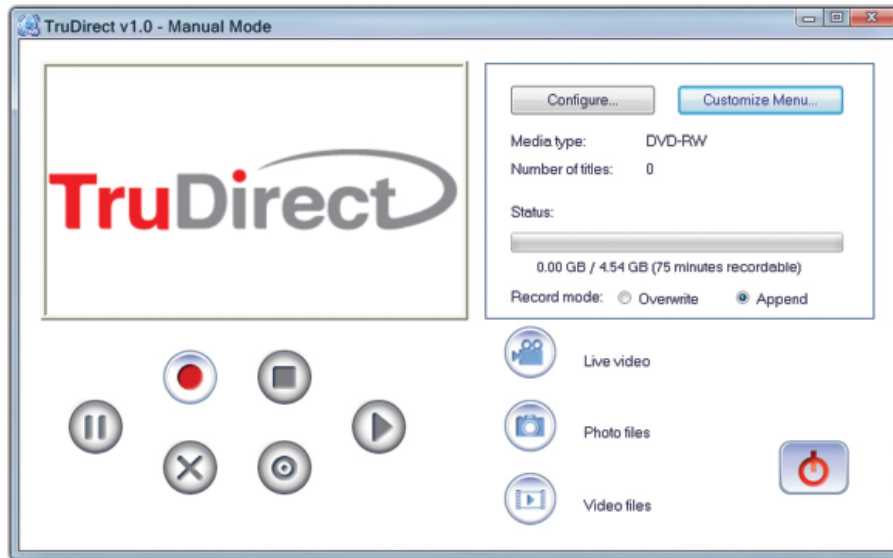 TruDirect v1.0 - Manual Mode
TruDirect
Configure...
Customize Menu...
Media type: DVD-RW
Number of titles: 0
Status:
0.00 GB / 4.54 GB (75 minutes recordable)
Record mode: Overwrite Append
Live video
Photo files
Video files